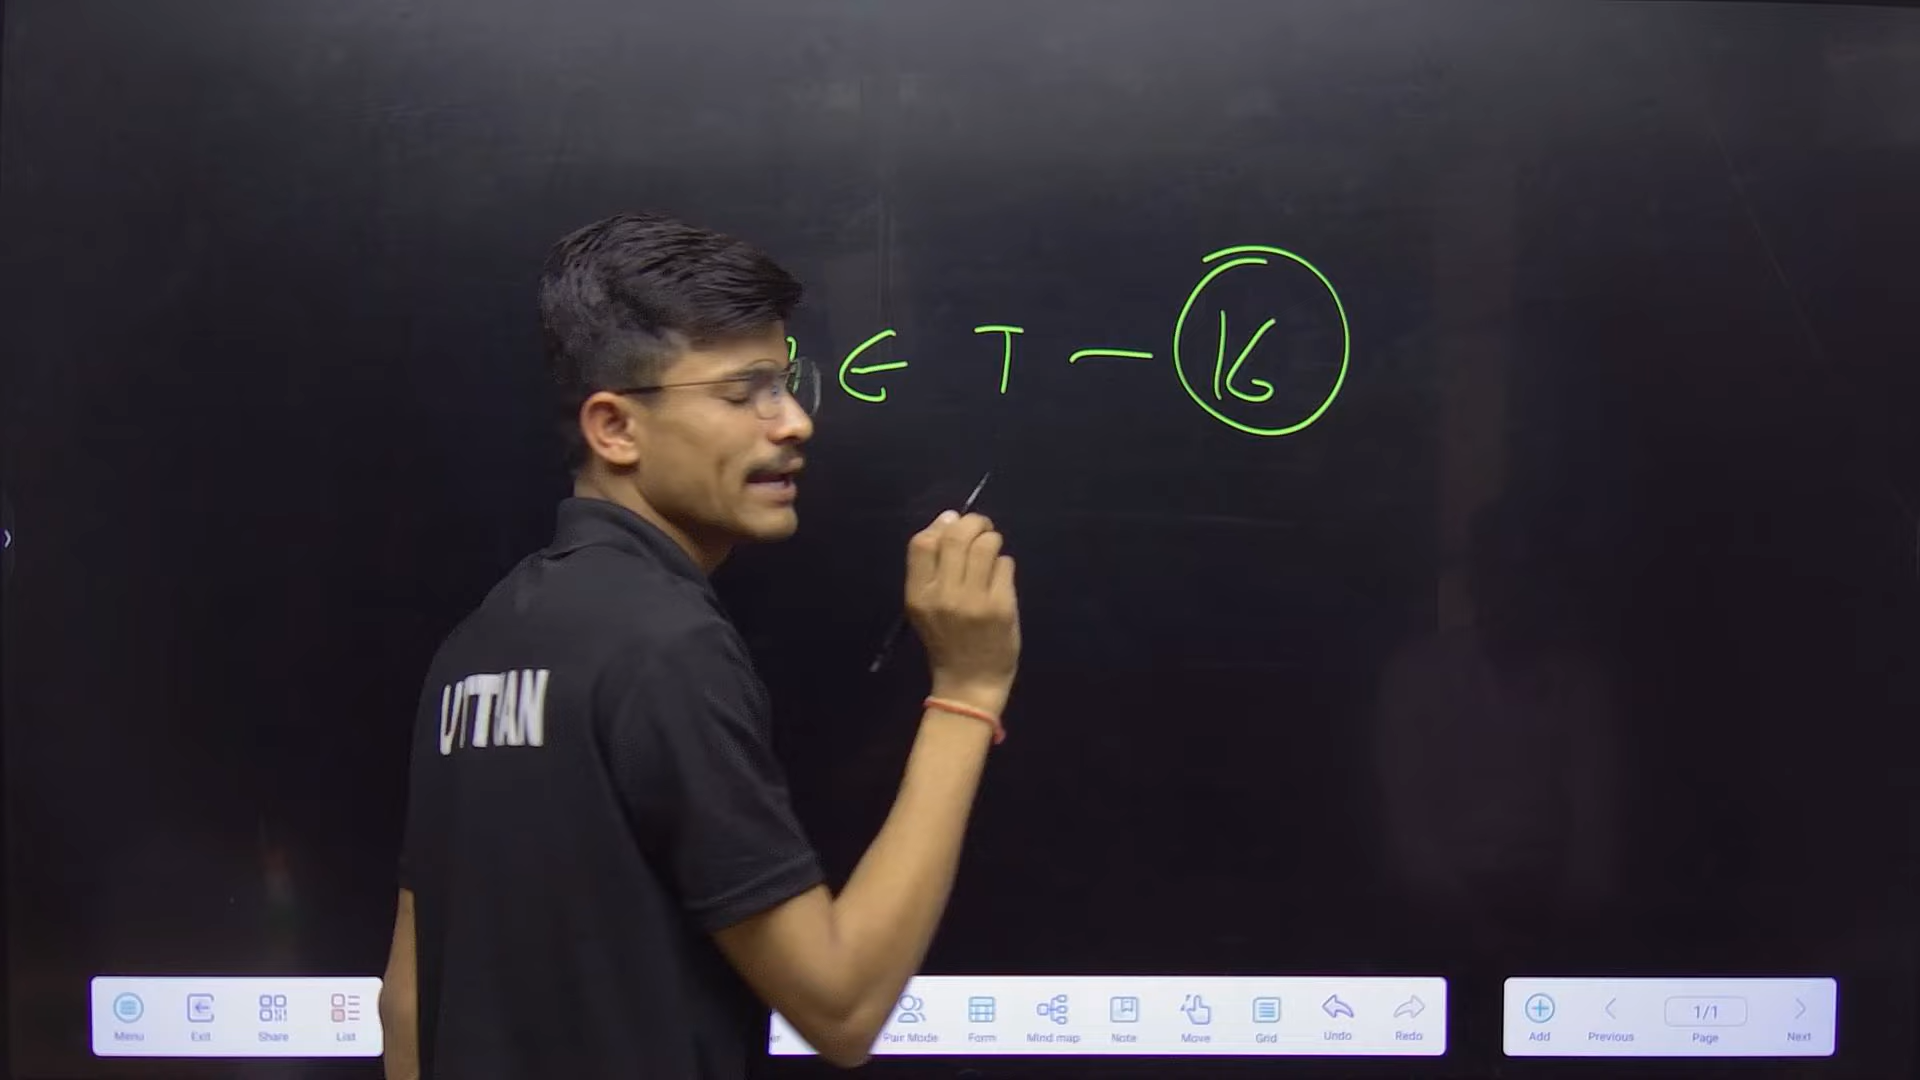 E T - 16
UTTHAN
Menu Exit Share List Pair Mode Form Mind map Note Move Grid Undo Redo Add Previous 1/1 Page Next